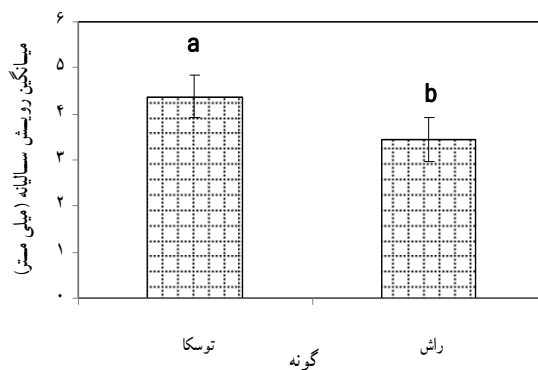 میانگین رویش سالیانه (میلی متر)
۶
۵
۴
۳
۲
۱
۰
a
b
توسکا
راش
گونه